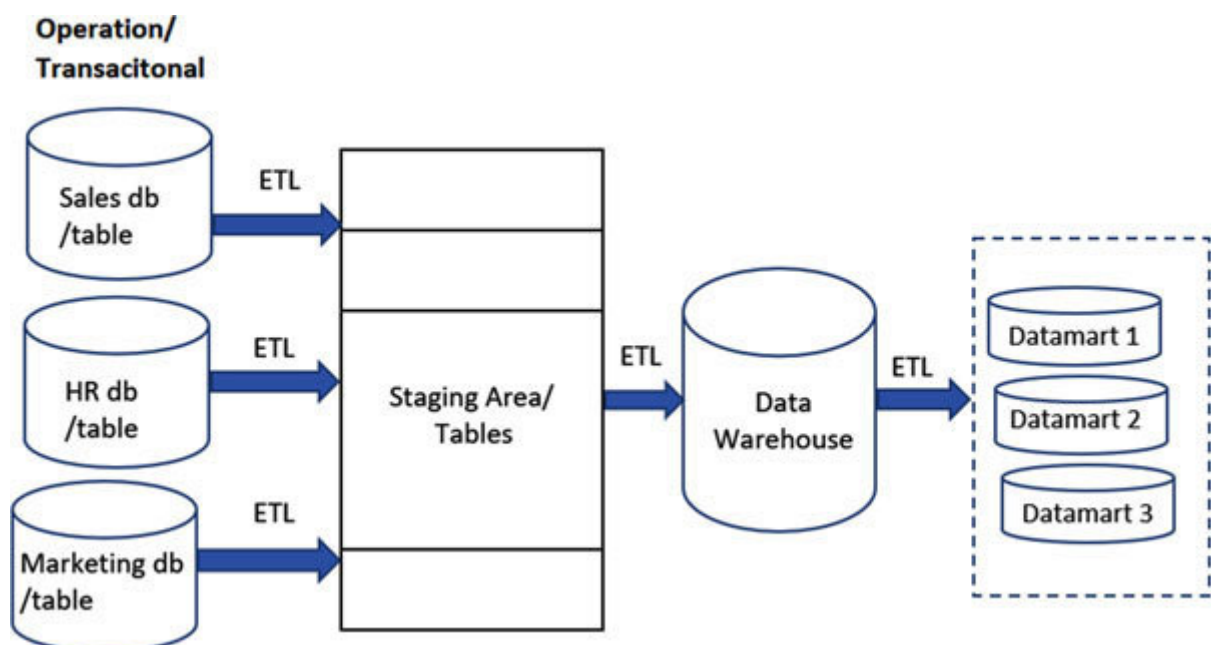 Operation/
Transacitonal
Sales db
/table
ETL
HR db
/table
ETL
Marketing db
/table
ETL
Staging Area/
Tables
ETL
Data
Warehouse
ETL
Datamart 1
Datamart 2
Datamart 3